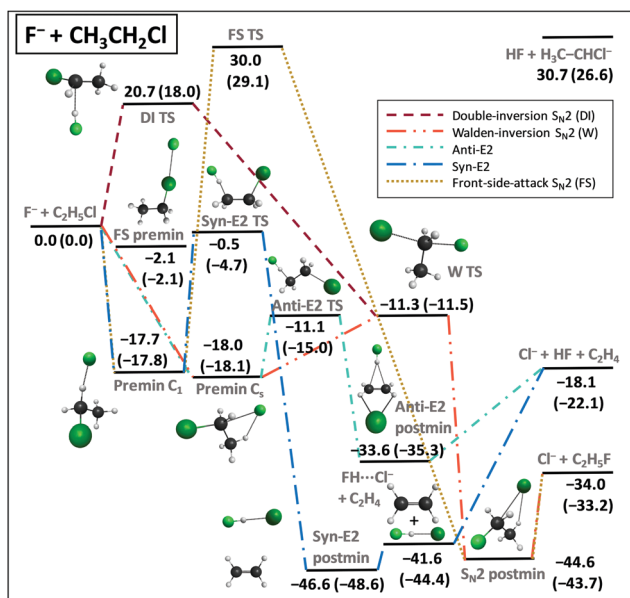 F⁻ + CH₃CH₂Cl
FS TS
30.0
(29.1)
HF + H₃C–CHCl⁻
30.7 (26.6)
20.7 (18.0)
DI TS
Double-inversion Sₙ2 (DI)
Walden-inversion Sₙ2 (W)
Anti-E2
Syn-E2
Front-side-attack Sₙ2 (FS)
F⁻ + C₂H₅Cl
0.0 (0.0)
FS premin
−2.1
(−2.1)
Syn-E2 TS
−0.5
(−4.7)
W TS
−11.3 (−11.5)
Anti-E2 TS
−11.1
(−15.0)
−17.7
(−17.8)
Premin C₁
−18.0
(−18.1)
Premin Cₛ
Cl⁻ + HF + C₂H₄
−18.1
(−22.1)
Anti-E2
postmin
−33.6 (−35.3)
FH···Cl⁻
+ C₂H₄
Cl⁻ + C₂H₅F
−34.0
(−33.2)
+
Syn-E2
postmin
−46.6 (−48.6)
−41.6
(−44.4)
Sₙ2 postmin
−44.6
(−43.7)